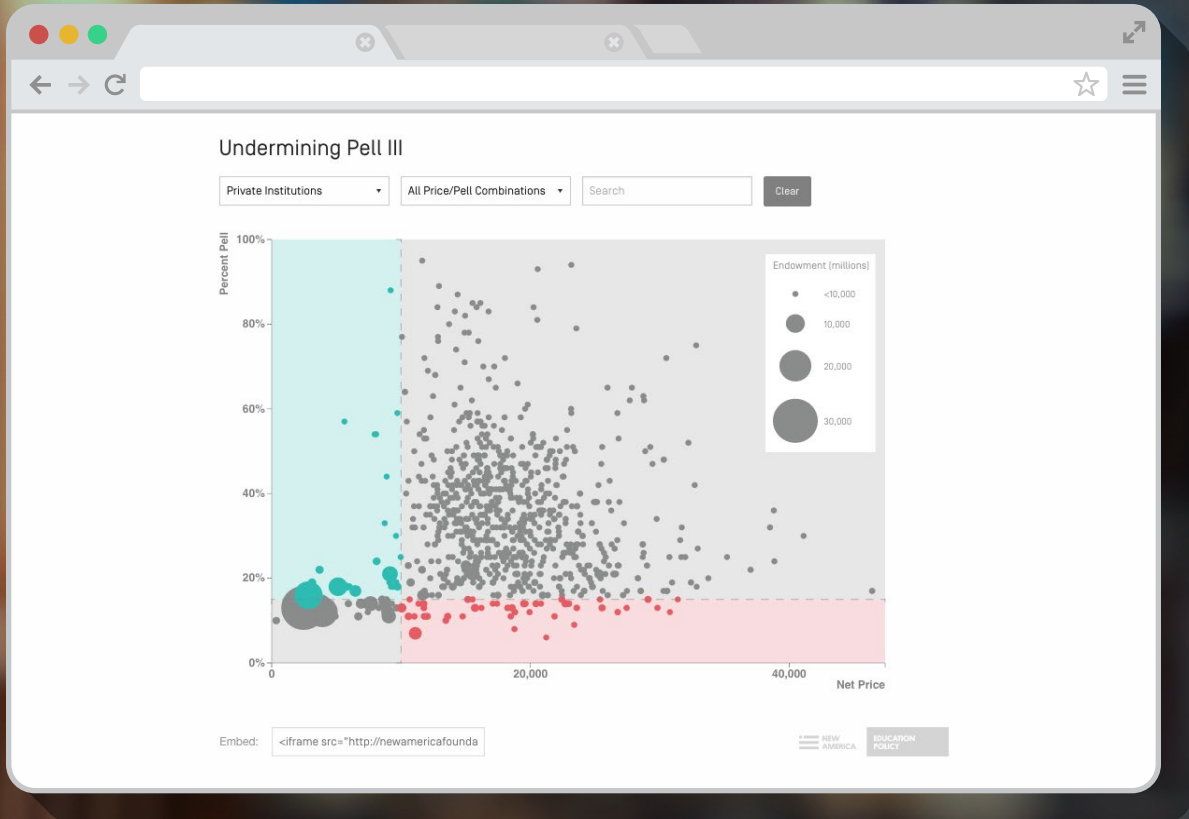 Undermining Pell III
Private Institutions
All Price/Pell Combinations
Search
Clear
Percent Pell
100%
80%
60%
40%
20%
0%
Endowment (millions)
<10,000
10,000
20,000
30,000
0
20,000
40,000
Net Price
Embed:
<iframe src="http://newamericafounda
NEW
AMERICA
EDUCATION
POLICY